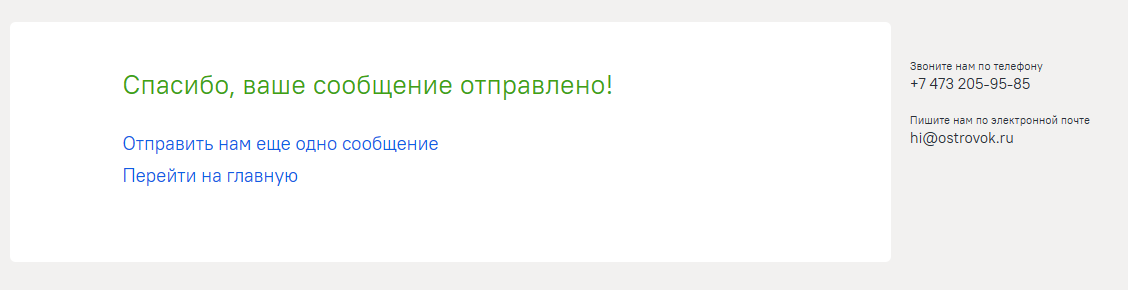 Спасибо, ваше сообщение отправлено!
Отправить нам еще одно сообщение
Перейти на главную
Звоните нам по телефону
+7 473 205-95-85
Пишите нам по электронной почте
hi@ostrovok.ru